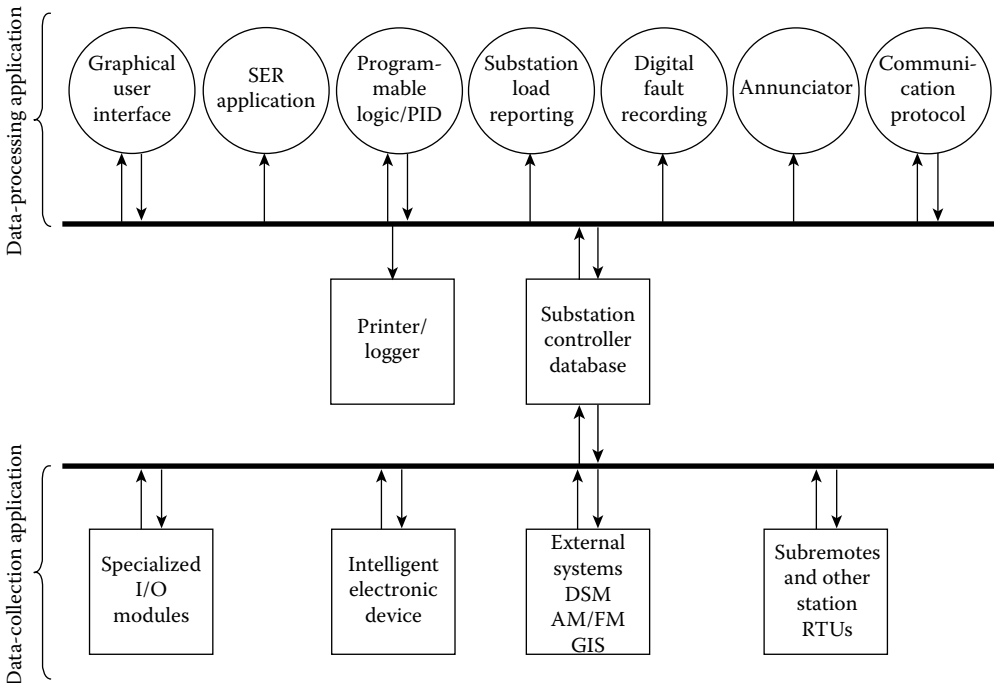 Data-processing application
Graphical
user
interface
SER
application
Program-
mable
logic/PID
Substation
load
reporting
Digital
fault
recording
Annunciator
Communi-
cation
protocol
Printer/
logger
Substation
controller
database
Data-collection application
Specialized
I/O
modules
Intelligent
electronic
device
External
systems
DSM
AM/FM
GIS
Subremotes
and other
station
RTUs